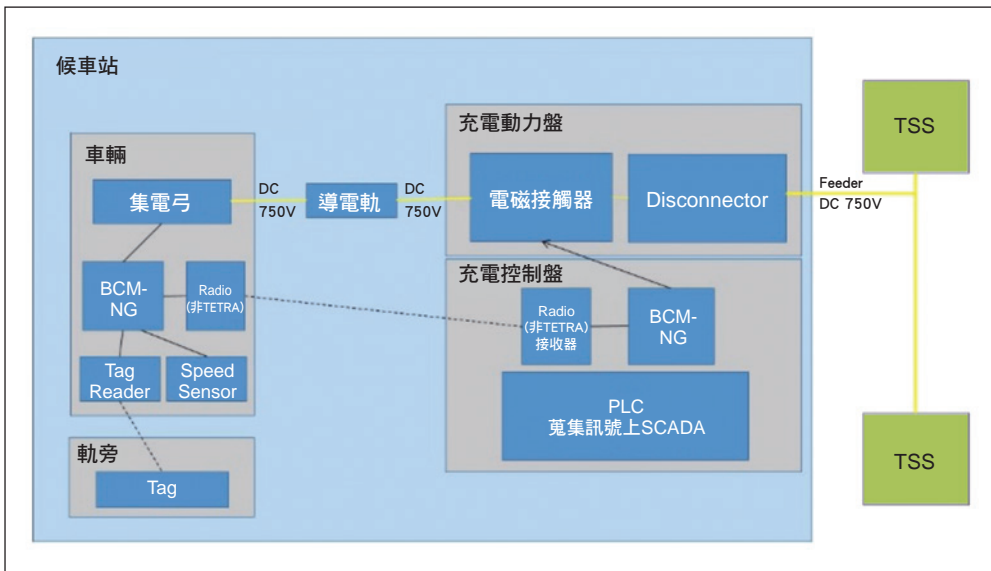 候車站
車輛
集電弓
BCM-
NG
Radio
(非TETRA)
Tag
Reader
Speed
Sensor
軌旁
Tag
DC
750V
導電軌
DC
750V
充電動力盤
電磁接觸器
Disconnector
充電控制盤
Radio
(非TETRA)
接收器
BCM-
NG
PLC
蒐集訊號上SCADA
Feeder
DC 750V
TSS
TSS